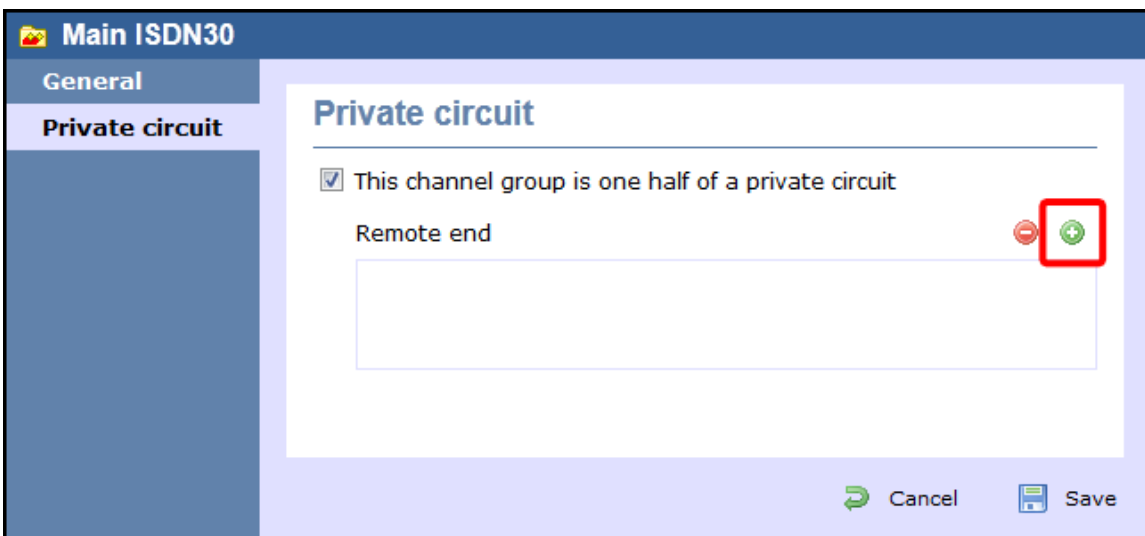 Main ISDN30
General
Private circuit
Private circuit
This channel group is one half of a private circuit
Remote end
Cancel
Save